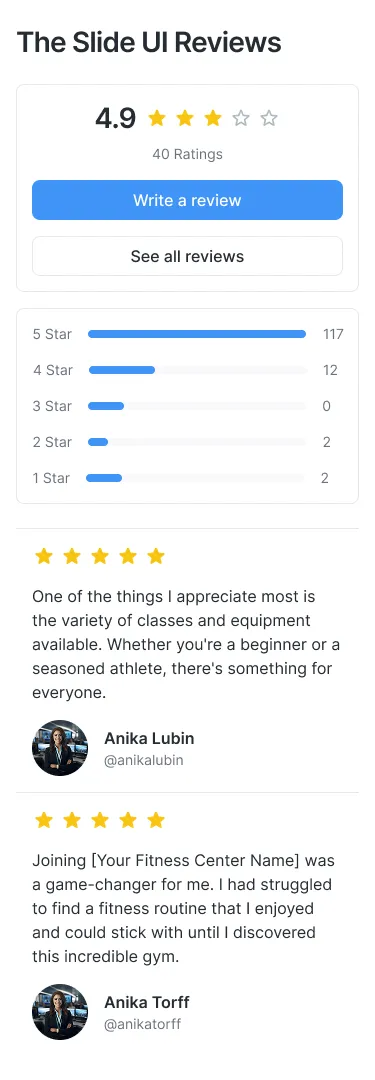 The Slide UI Reviews
4.9
40 Ratings
Write a review
See all reviews
5 Star 117
4 Star 12
3 Star 0
2 Star 2
1 Star 2
One of the things I appreciate most is
the variety of classes and equipment
available. Whether you're a beginner or a
seasoned athlete, there's something for
everyone.
Anika Lubin
@anikalubin
Joining [Your Fitness Center Name] was
a game-changer for me. I had struggled
to find a fitness routine that I enjoyed
and could stick with until I discovered
this incredible gym.
Anika Torff
@anikatorff